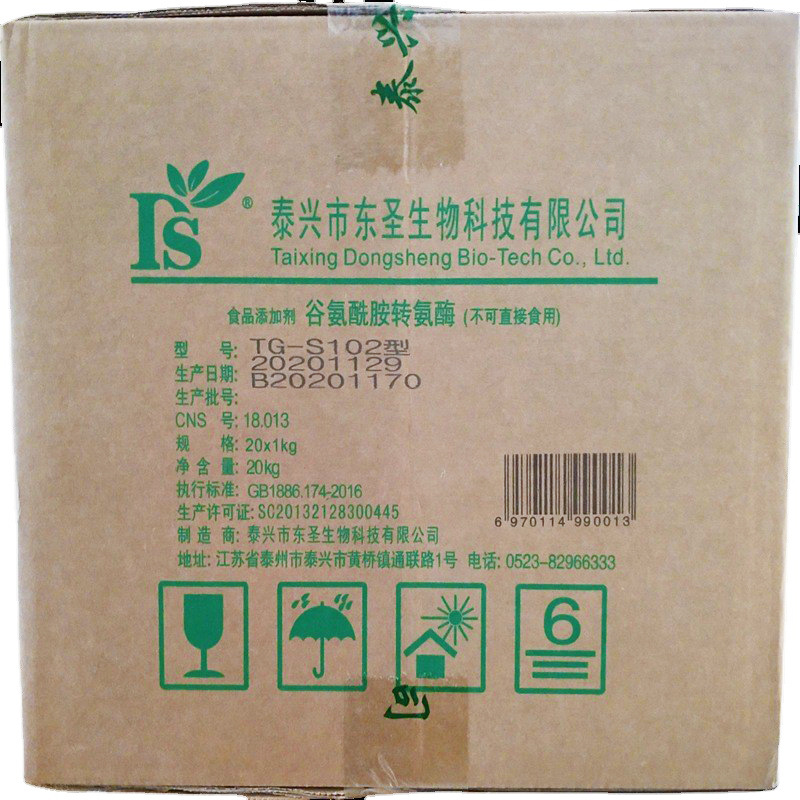 泰兴
DS®
泰兴市东圣生物科技有限公司
Taixing Dongsheng Bio-Tech Co., Ltd.
食品添加剂 谷氨酰胺转氨酶 (不可直接食用)
型 号: TG-S102型
生产日期: 20201129
生产批号: B20201170
CNS 号: 18.013
规 格: 20x1kg
净 含 量: 20kg
执行标准: GB1886.174-2016
生产许可证: SC20132128300445
制 造 商: 泰兴市东圣生物科技有限公司
地址: 江苏省泰州市泰兴市黄桥镇通联路1号 电话: 0523-82966333
6 970114 990013
6
司